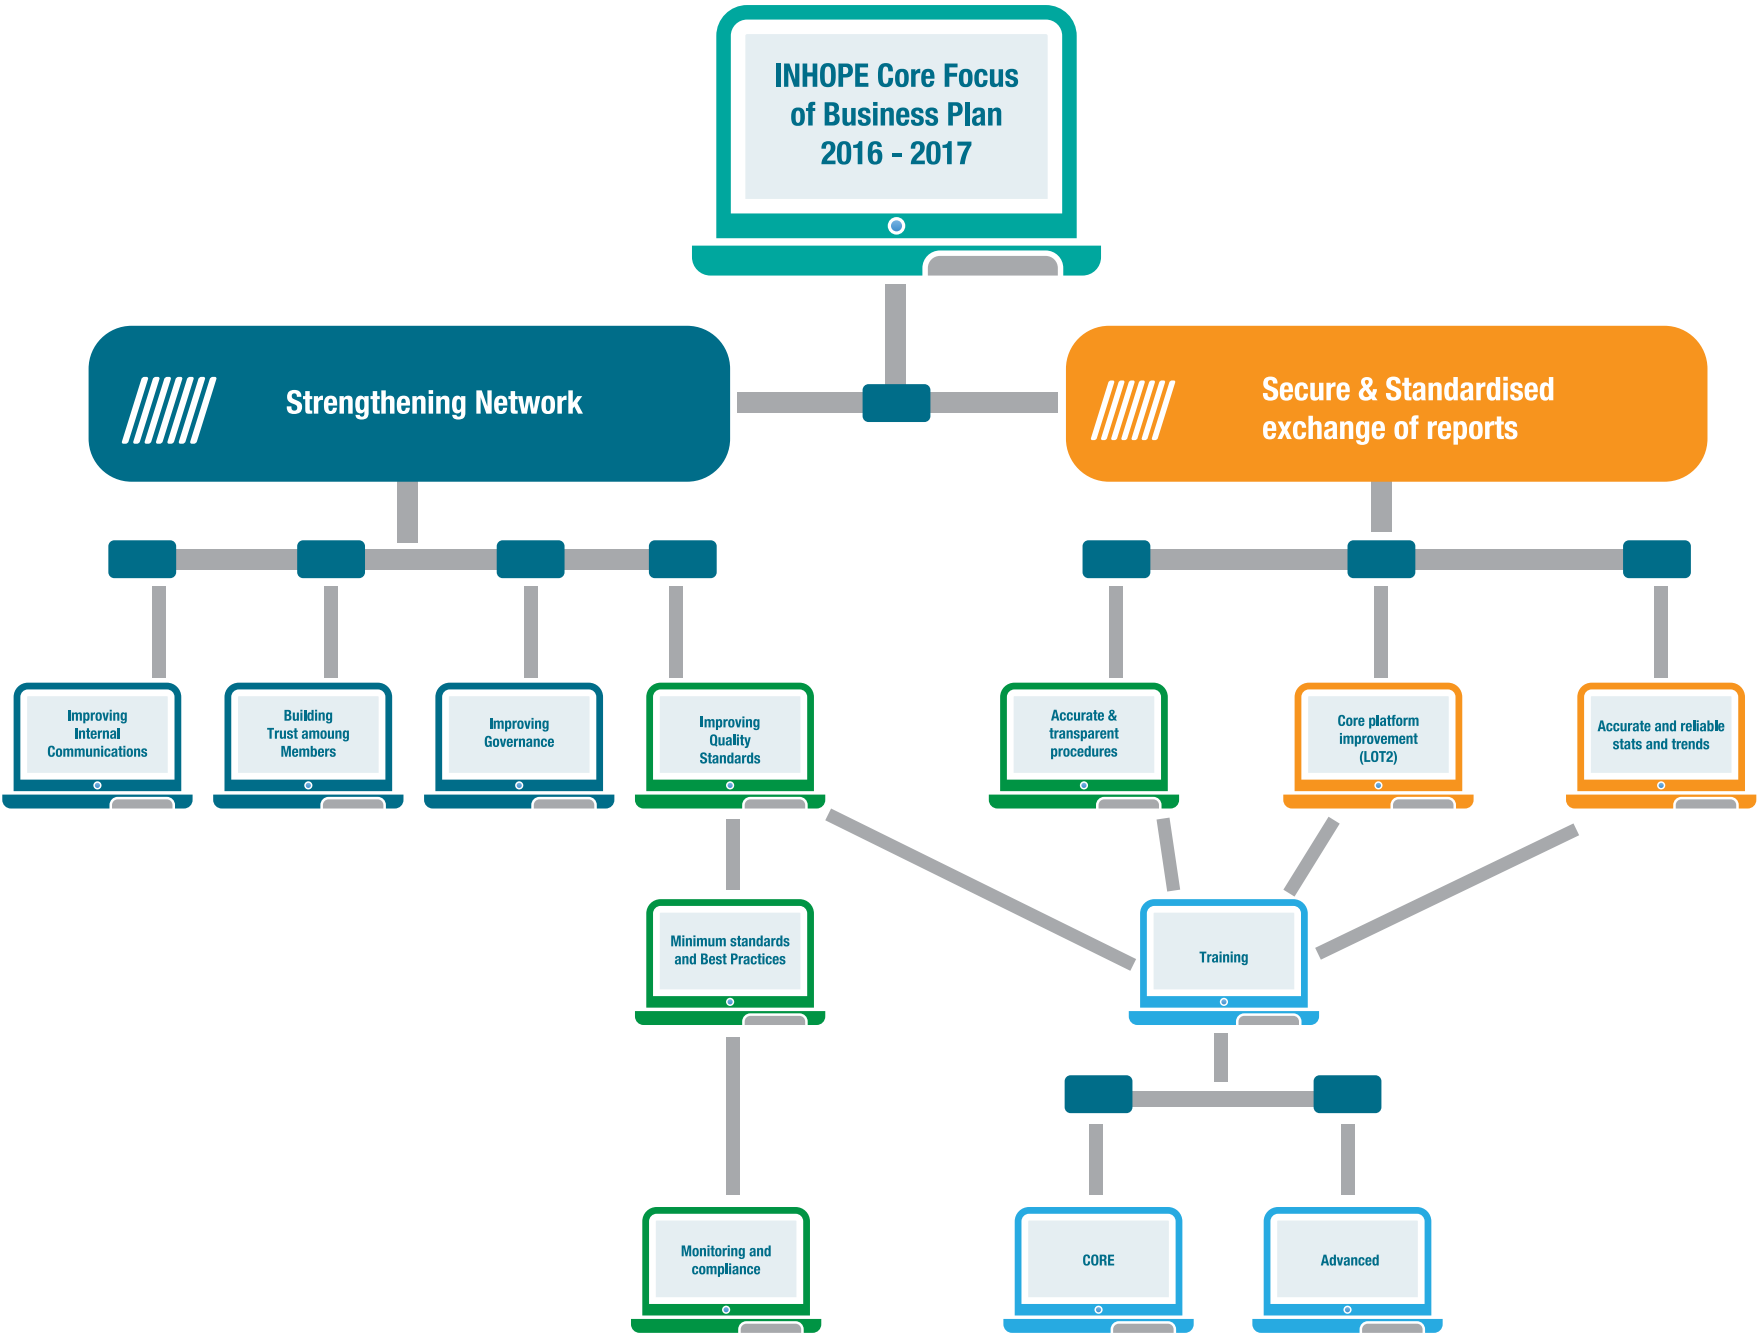 INHOPE Core Focus
of Business Plan
2016 - 2017
Strengthening Network
Secure & Standardised
exchange of reports
Improving
Internal
Communications
Building
Trust amoung
Members
Improving
Governance
Improving
Quality
Standards
Accurate &
transparent
procedures
Core platform
improvement
(LOT2)
Accurate and reliable
stats and trends
Minimum standards
and Best Practices
Training
Monitoring and
compliance
CORE
Advanced